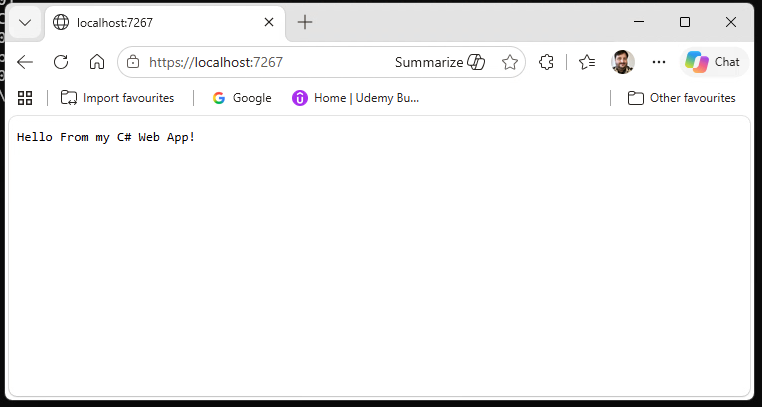 localhost:7267
https://localhost:7267 Summarize Chat
Import favourites Google Home | Udemy Bu... Other favourites
Hello From my C# Web App!